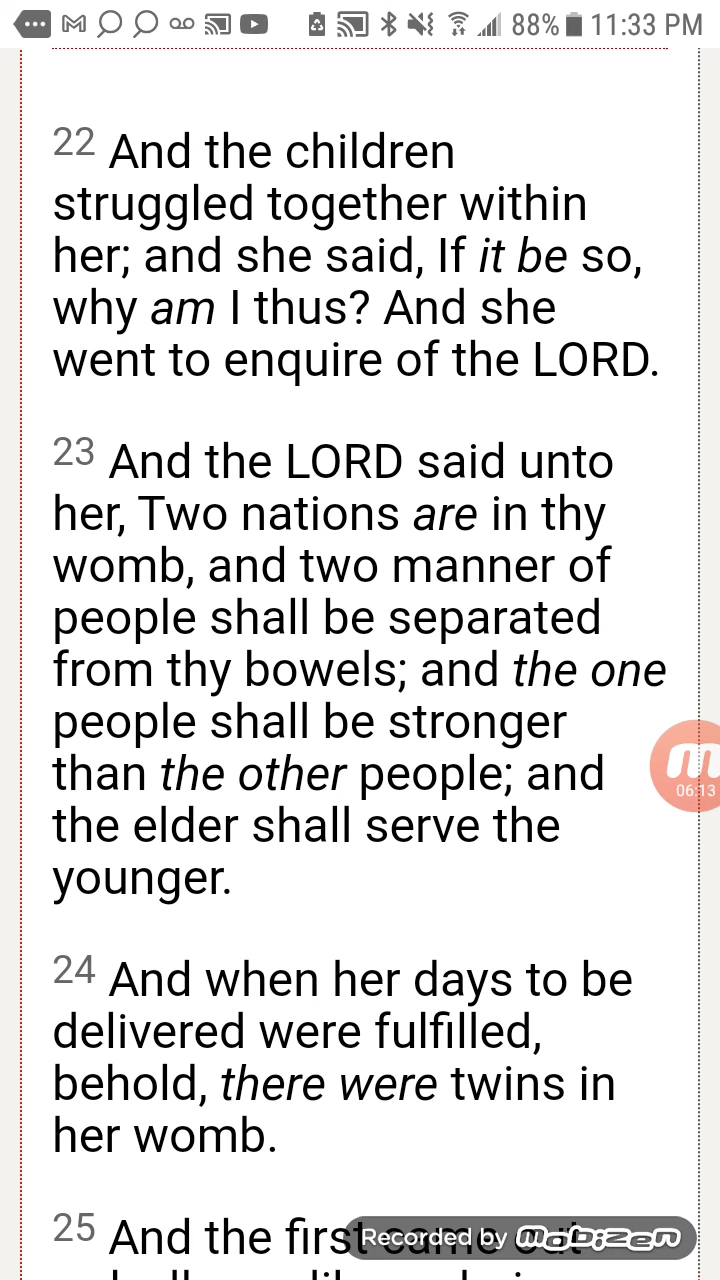 88% 11:33 PM
22 And the children
struggled together within
her; and she said, If it be so,
why am I thus? And she
went to enquire of the LORD.
23 And the LORD said unto
her, Two nations are in thy
womb, and two manner of
people shall be separated
from thy bowels; and the one
people shall be stronger
than the other people; and
06:13
the elder shall serve the
younger.
24 And when her days to be
delivered were fulfilled,
behold, there were twins in
her womb.
25 And the first came out
Recorded by Mobizen